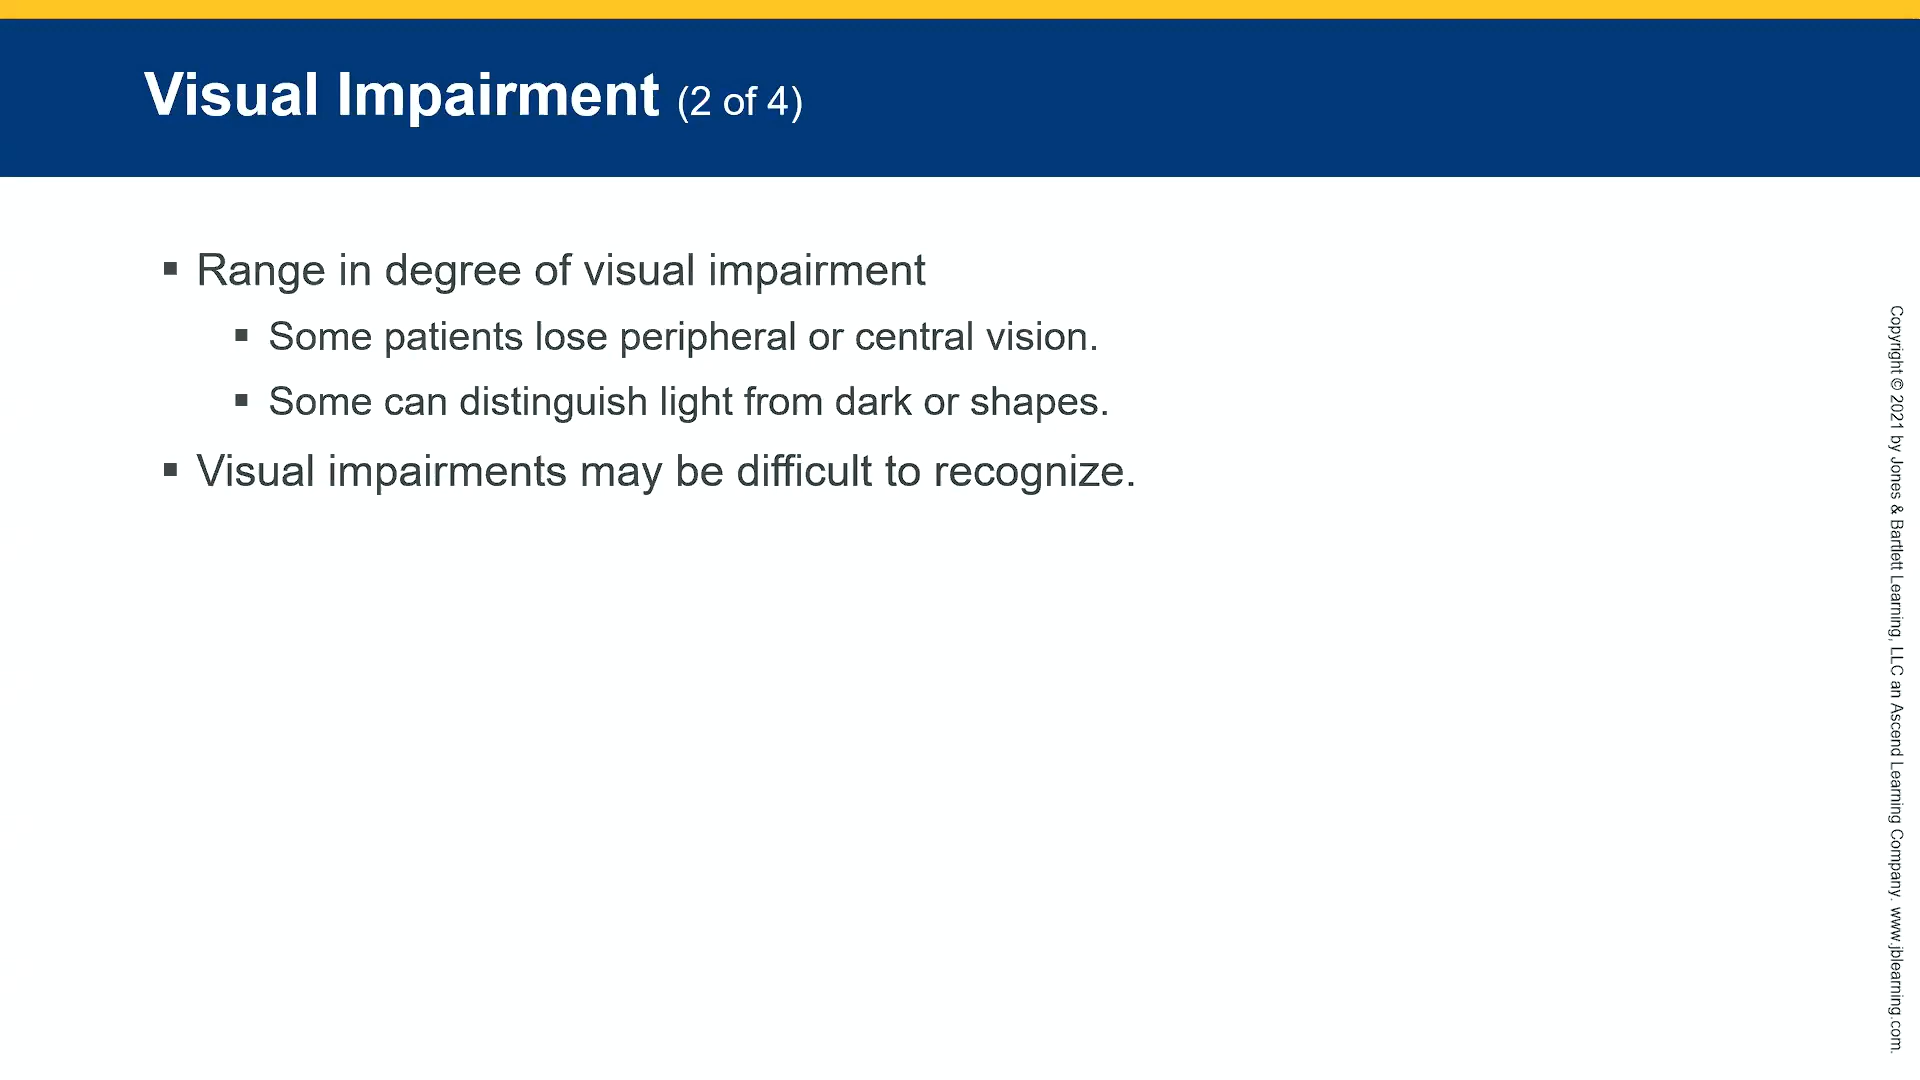 Visual Impairment (2 of 4)
▪ Range in degree of visual impairment
▪ Some patients lose peripheral or central vision.
▪ Some can distinguish light from dark or shapes.
▪ Visual impairments may be difficult to recognize.
Copyright © 2021 by Jones & Bartlett Learning, LLC an Ascend Learning Company. www.jblearning.com.